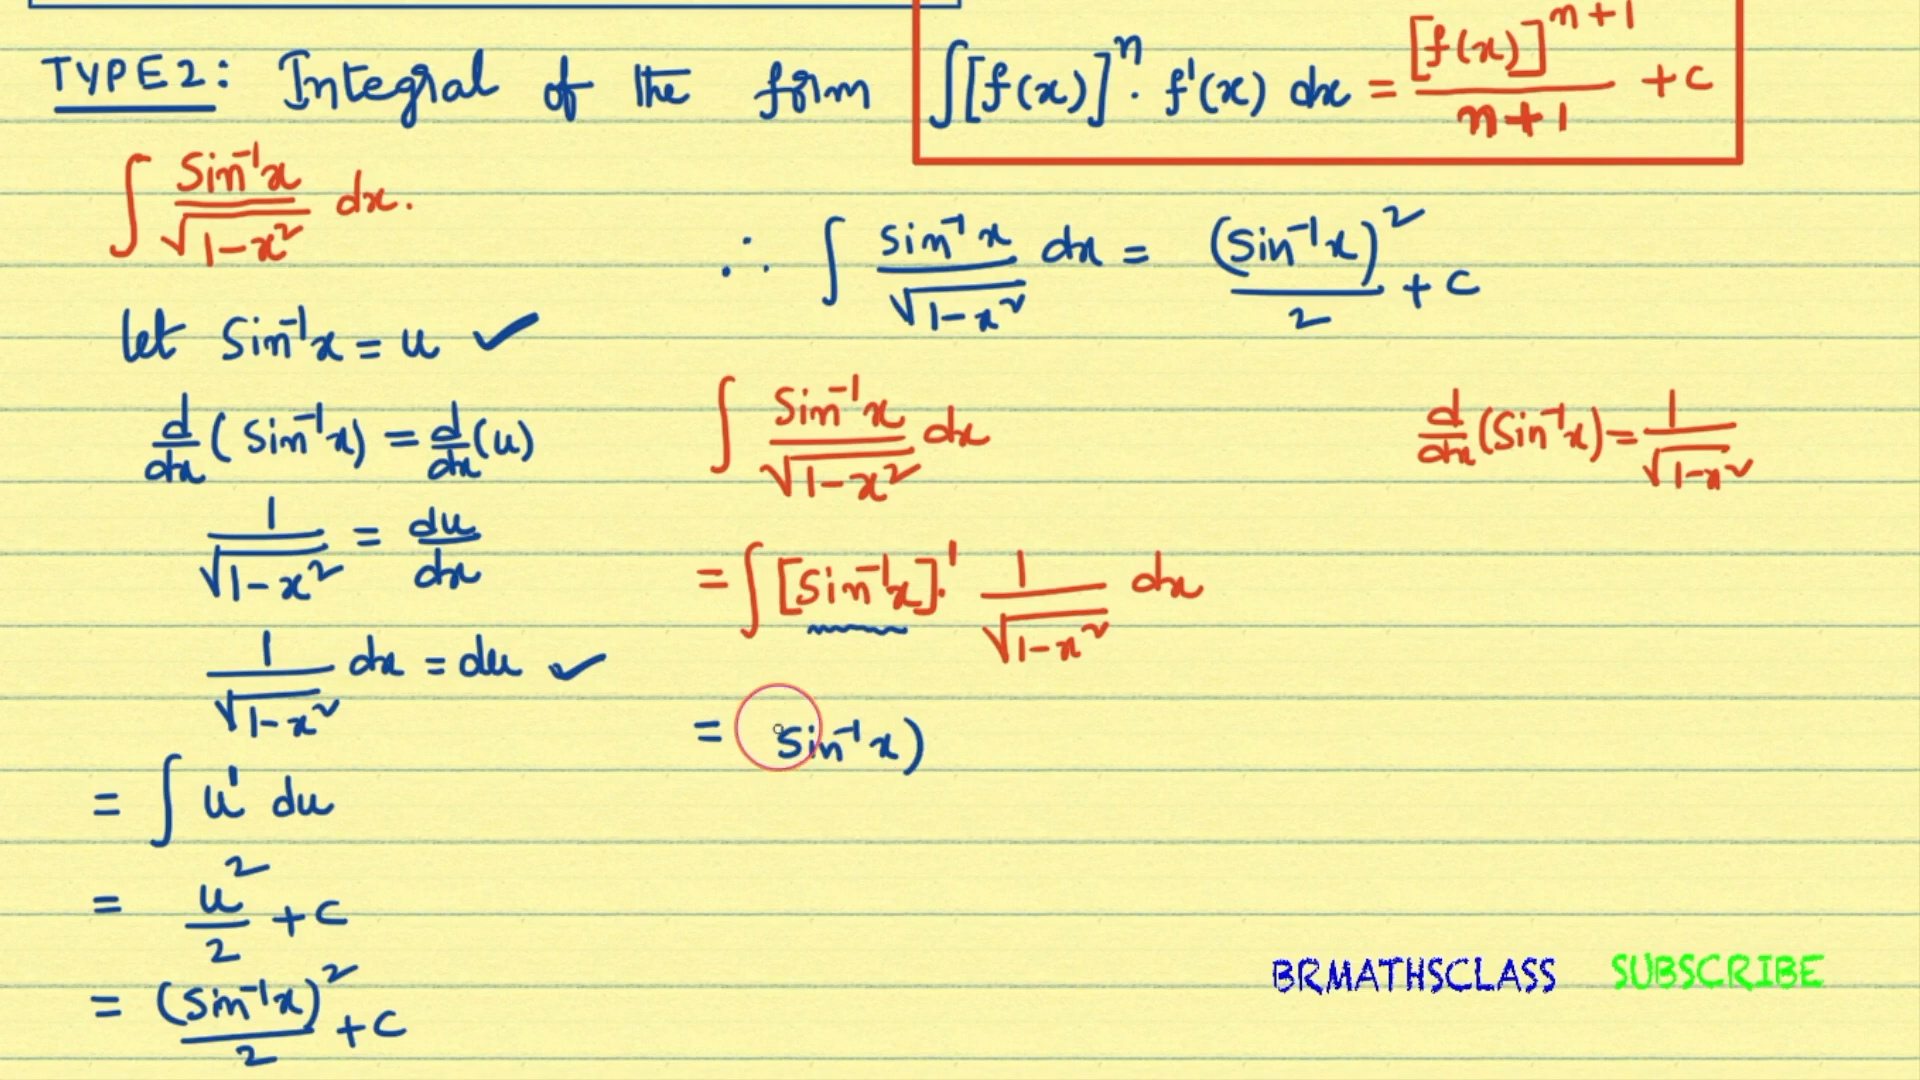 TYPE 2: Integral of the form ∫[f(x)]ⁿ · f'(x) dx = [f(x)]ⁿ⁺¹/(n+1) + c
∫ Sin⁻¹x/√(1-x²) dx.
let Sin⁻¹x = u ✓
d/dx (Sin⁻¹x) = d/dx (u)
1/√(1-x²) = du/dx
1/√(1-x²) dx = du ✓
= ∫ u¹ du
= u²/2 + c
= (Sin⁻¹x)²/2 + c
∴ ∫ Sin⁻¹x/√(1-x²) dx = (Sin⁻¹x)²/2 + c
∫ Sin⁻¹x/√(1-x²) dx
= ∫ [Sin⁻¹x]¹ · 1/√(1-x²) dx
= Sin⁻¹x)
d/dx (Sin⁻¹x) = 1/√(1-x²)
BRMATHSCLASS SUBSCRIBE